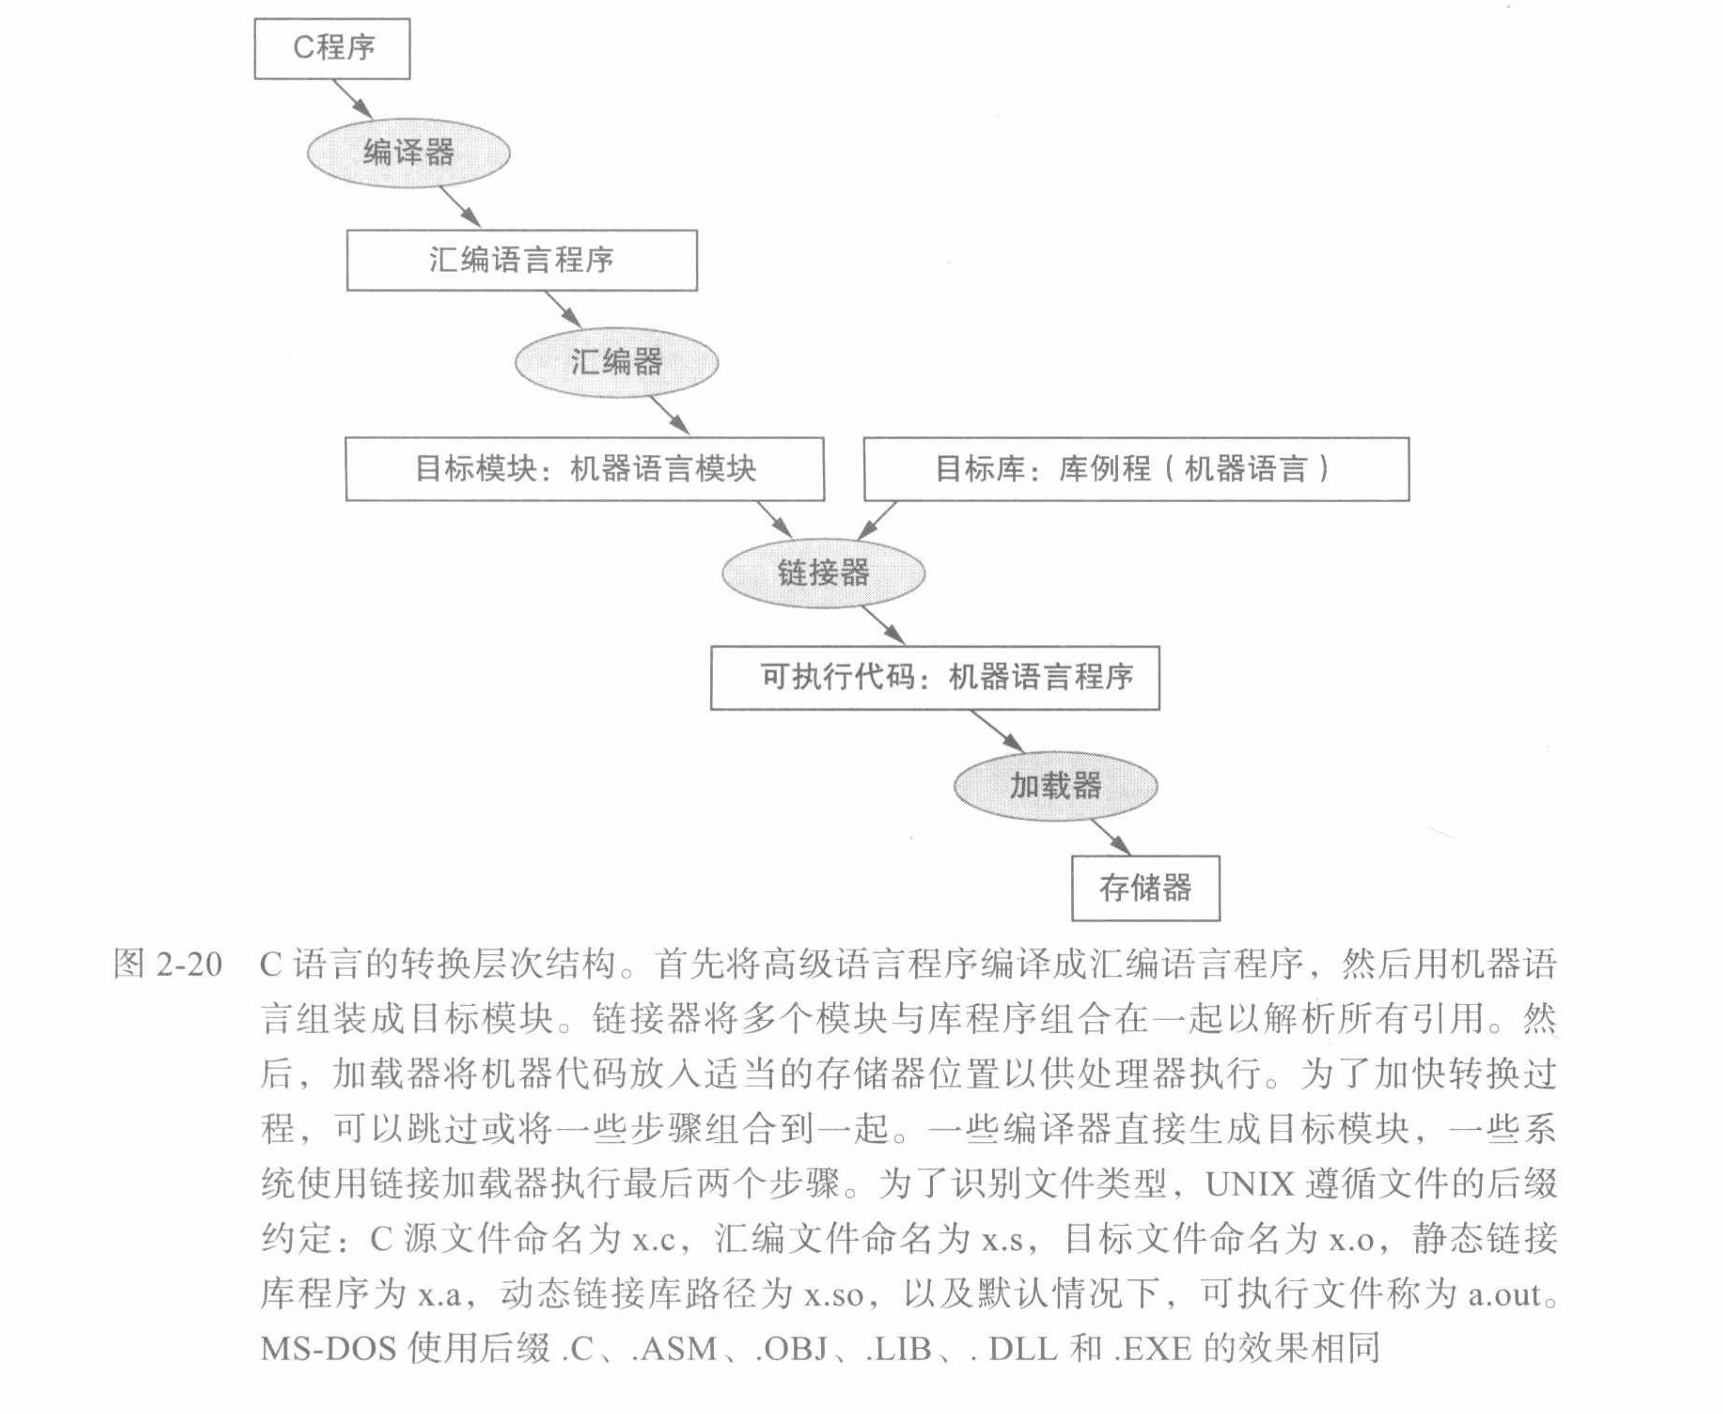 C程序
编译器
汇编语言程序
汇编器
目标模块：机器语言模块
目标库：库例程（机器语言）
链接器
可执行代码：机器语言程序
加载器
存储器
图 2-20 C 语言的转换层次结构。首先将高级语言程序编译成汇编语言程序，然后用机器语
言组装成目标模块。链接器将多个模块与库程序组合在一起以解析所有引用。然
后，加载器将机器代码放入适当的存储器位置以供处理器执行。为了加快转换过
程，可以跳过或将一些步骤组合到一起。一些编译器直接生成目标模块，一些系
统使用链接加载器执行最后两个步骤。为了识别文件类型，UNIX 遵循文件的后缀
约定：C 源文件命名为 x.c，汇编文件命名为 x.s，目标文件命名为 x.o，静态链接
库程序为 x.a，动态链接库路径为 x.so，以及默认情况下，可执行文件称为 a.out。
MS-DOS 使用后缀 .C、.ASM、.OBJ、.LIB、. DLL 和 .EXE 的效果相同